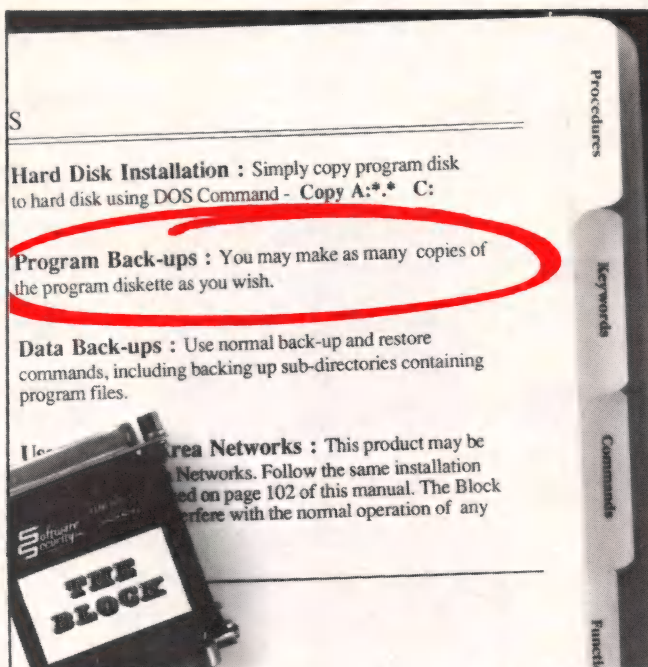 S
Hard Disk Installation : Simply copy program disk
to hard disk using DOS Command - Copy A:*.* C:
Program Back-ups : You may make as many copies of
the program diskette as you wish.
Data Back-ups : Use normal back-up and restore
commands, including backing up sub-directories containing
program files.
Area Networks : This product may be
Networks. Follow the same installation
on page 102 of this manual. The Block
with the normal operation of any
Software
Security
THE
BLOCK
Procedures
Keywords
Commands